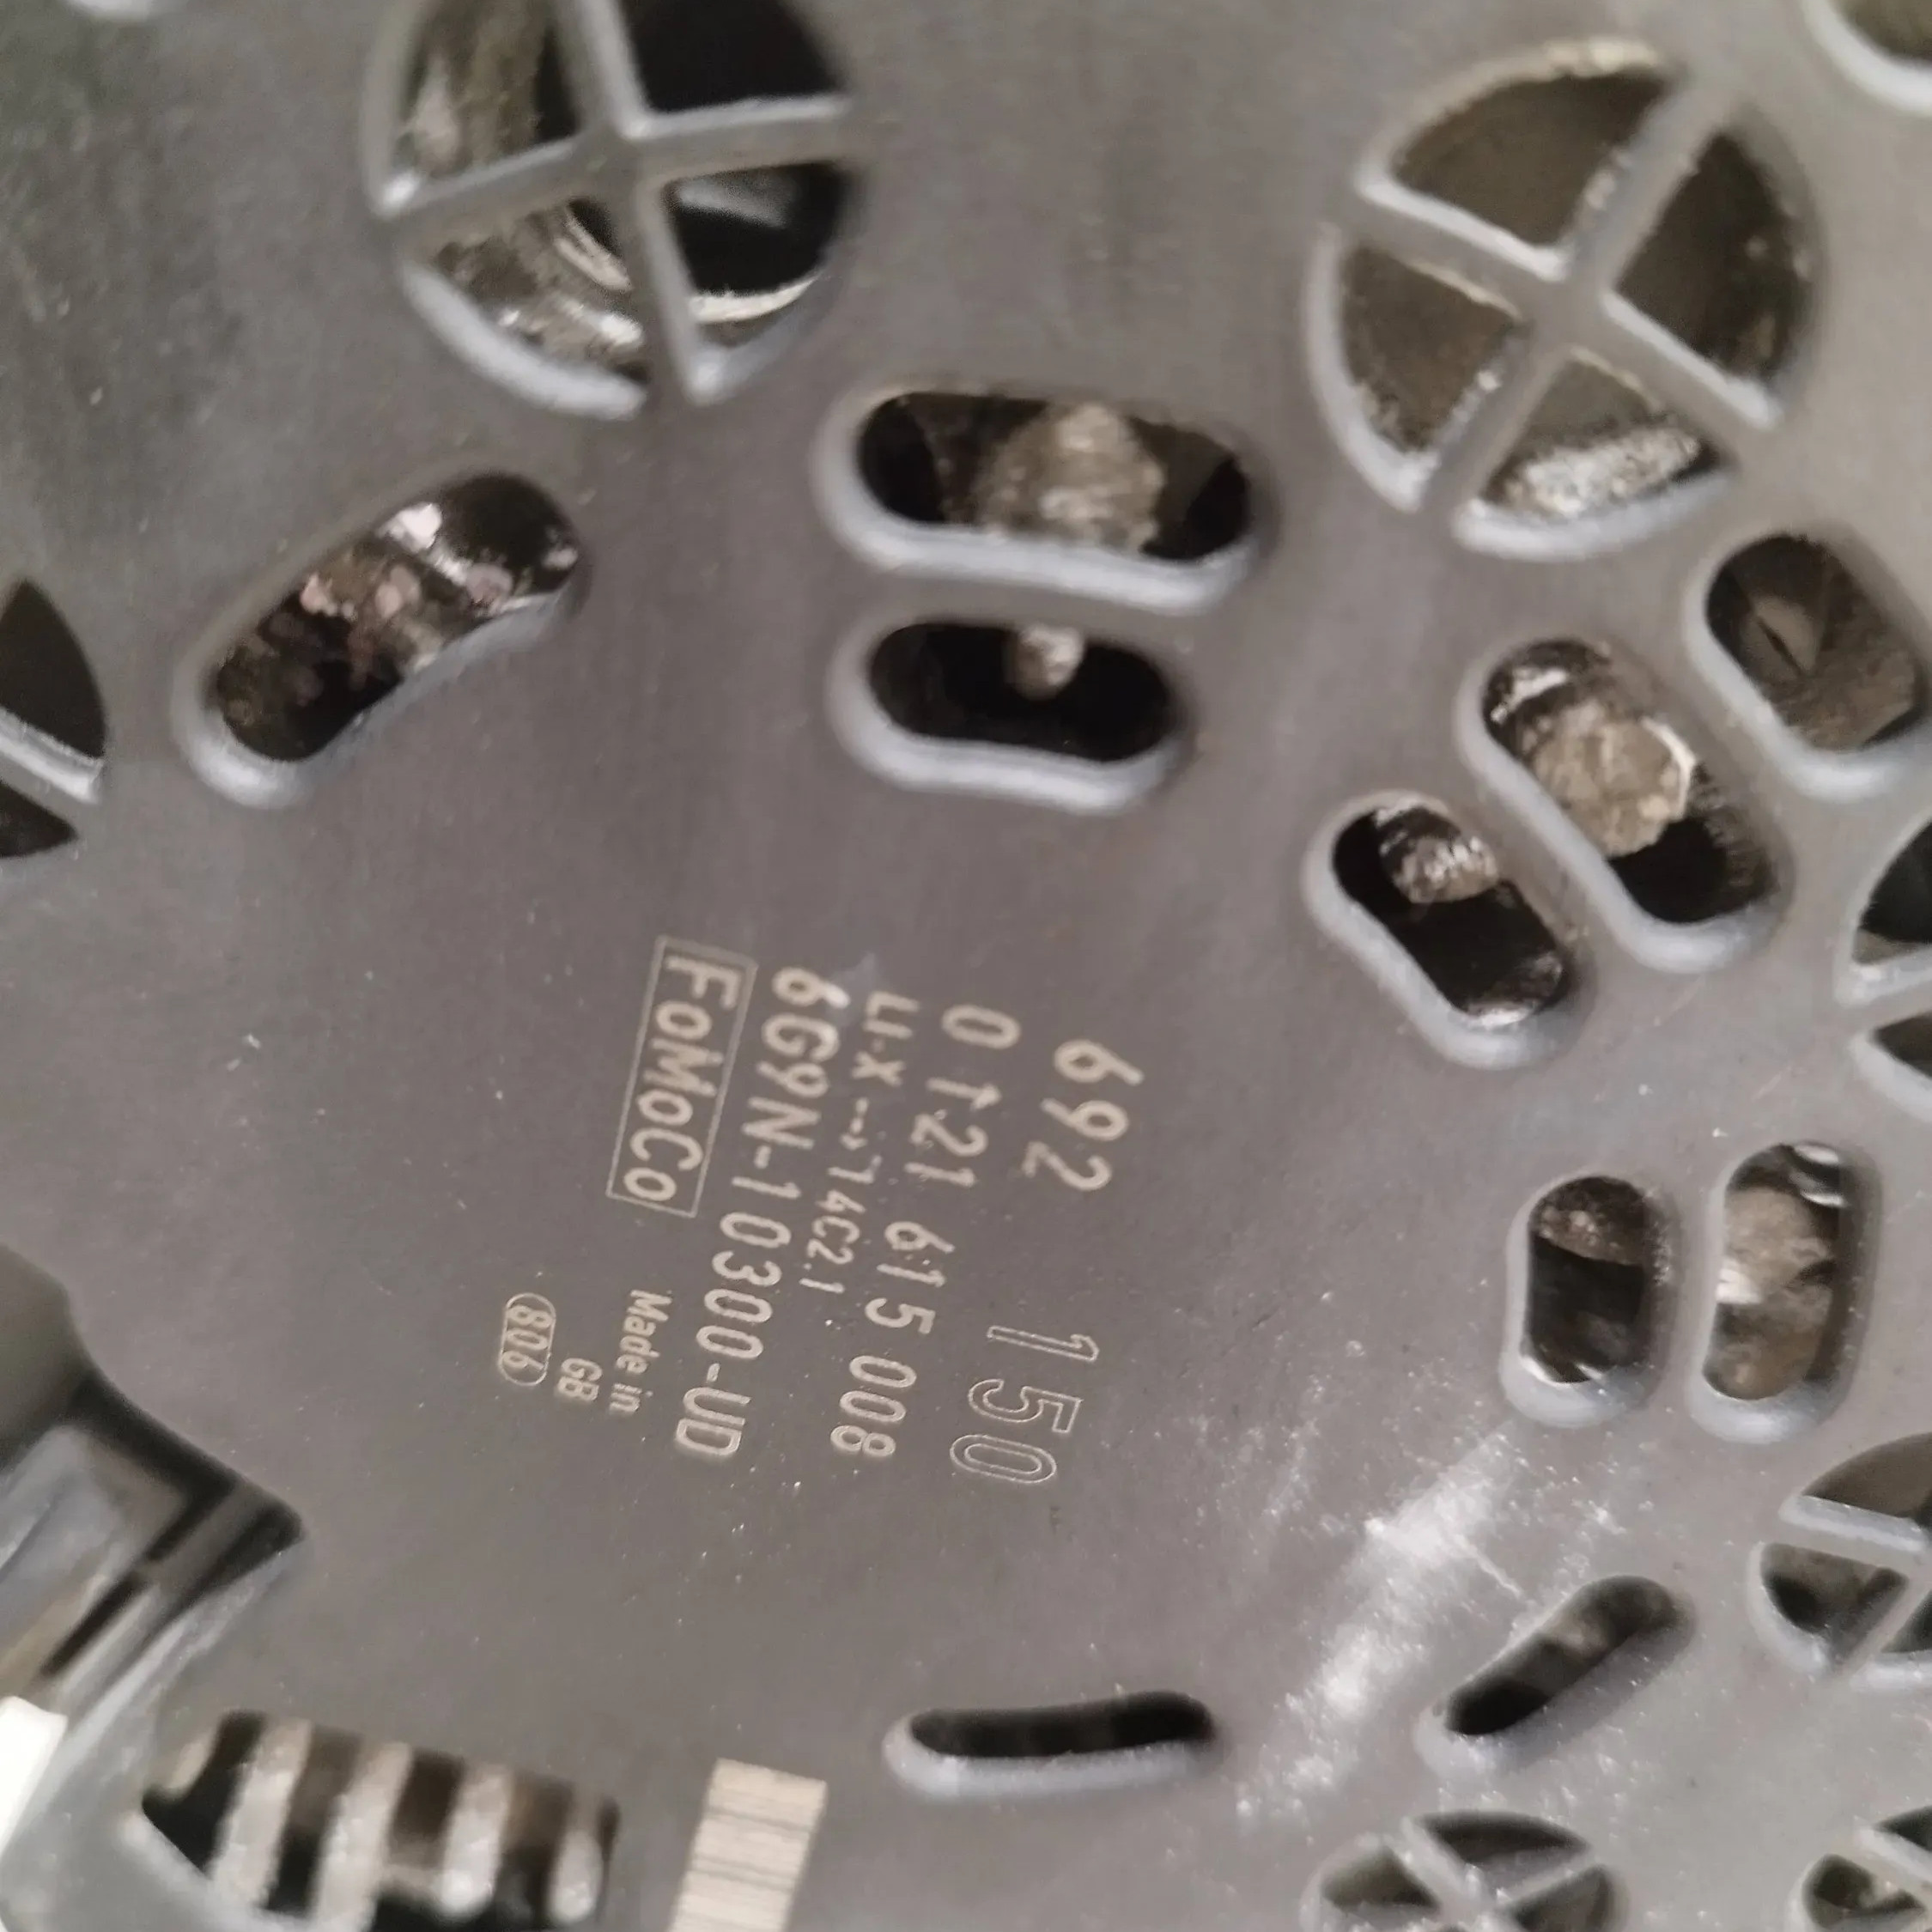 692 150
0 121 615 008
LI-X --> 14C2.1
6G9N-10300-UD
FoMoCo
Made in
GB
806